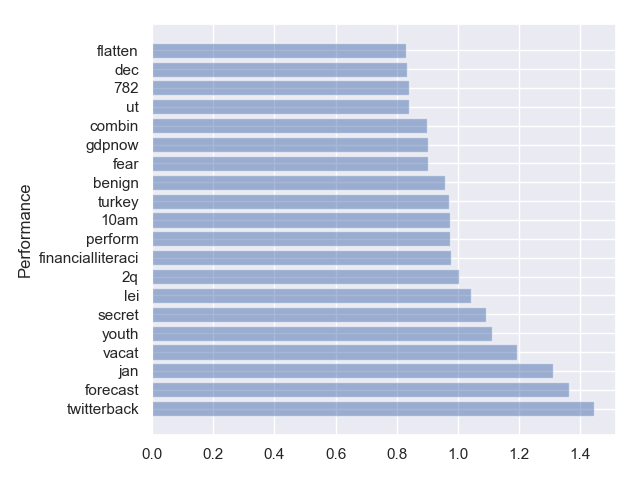 flatten
dec
782
ut
combin
gdpnow
fear
benign
turkey
10am
perform
financialliteraci
2q
lei
secret
youth
vacat
jan
forecast
twitterback
Performance
0.0 0.2 0.4 0.6 0.8 1.0 1.2 1.4